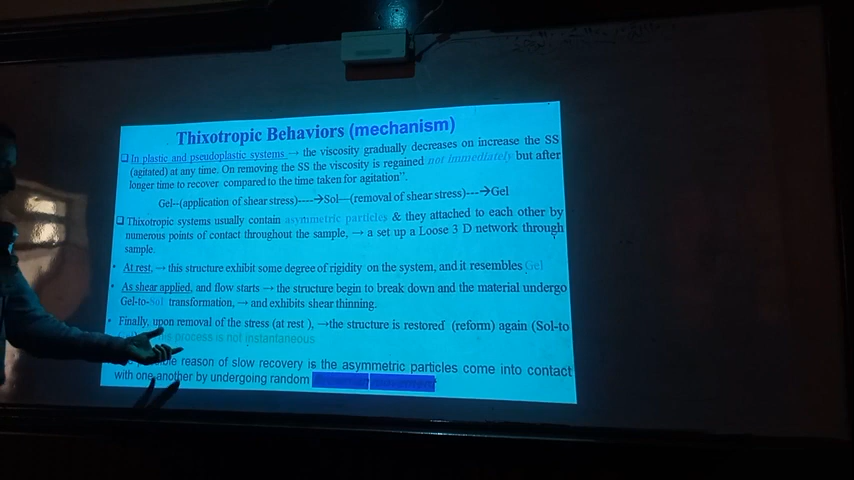 Thixotropic Behaviors (mechanism)
❑ In plastic and pseudoplastic systems → the viscosity gradually decreases on increase the SS
(agitated) at any time. On removing the SS the viscosity is regained not immediately but after
longer time to recover compared to the time taken for agitation”.
Gel--(application of shear stress)----→Sol—(removal of shear stress)---→Gel
❑ Thixotropic systems usually contain asymmetric particles & they attached to each other by
numerous points of contact throughout the sample, → a set up a Loose 3 D network through
sample.
• At rest, → this structure exhibit some degree of rigidity on the system, and it resembles Gel
• As shear applied, and flow starts → the structure begin to break down and the material undergo
Gel-to-Sol transformation, → and exhibits shear thinning.
• Finally, upon removal of the stress (at rest ), →the structure is restored (reform) again (Sol-to
process is not instantaneous
reason of slow recovery is the asymmetric particles come into contact
with one another by undergoing random